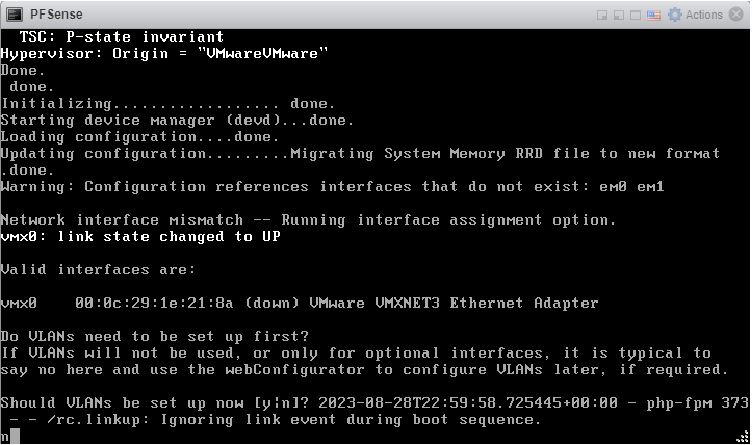 PFSense
Actions
TSC: P-state invariant
Hypervisor: Origin = "VMwareVMware"
Done.
done.
Initializing.................. done.
Starting device manager (devd)...done.
Loading configuration....done.
Updating configuration.........Migrating System Memory RRD file to new format
.done.
Warning: Configuration references interfaces that do not exist: em0 em1
Network interface mismatch -- Running interface assignment option.
vmx0: link state changed to UP
Valid interfaces are:
vmx0    00:0c:29:1e:21:8a (down) VMware VMXNET3 Ethernet Adapter
Do VLANs need to be set up first?
If VLANs will not be used, or only for optional interfaces, it is typical to
say no here and use the webConfigurator to configure VLANs later, if required.
Should VLANs be set up now [y|n]? 2023-08-28T22:59:58.725445+00:00 - php-fpm 373
- - /rc.linkup: Ignoring link event during boot sequence.
n